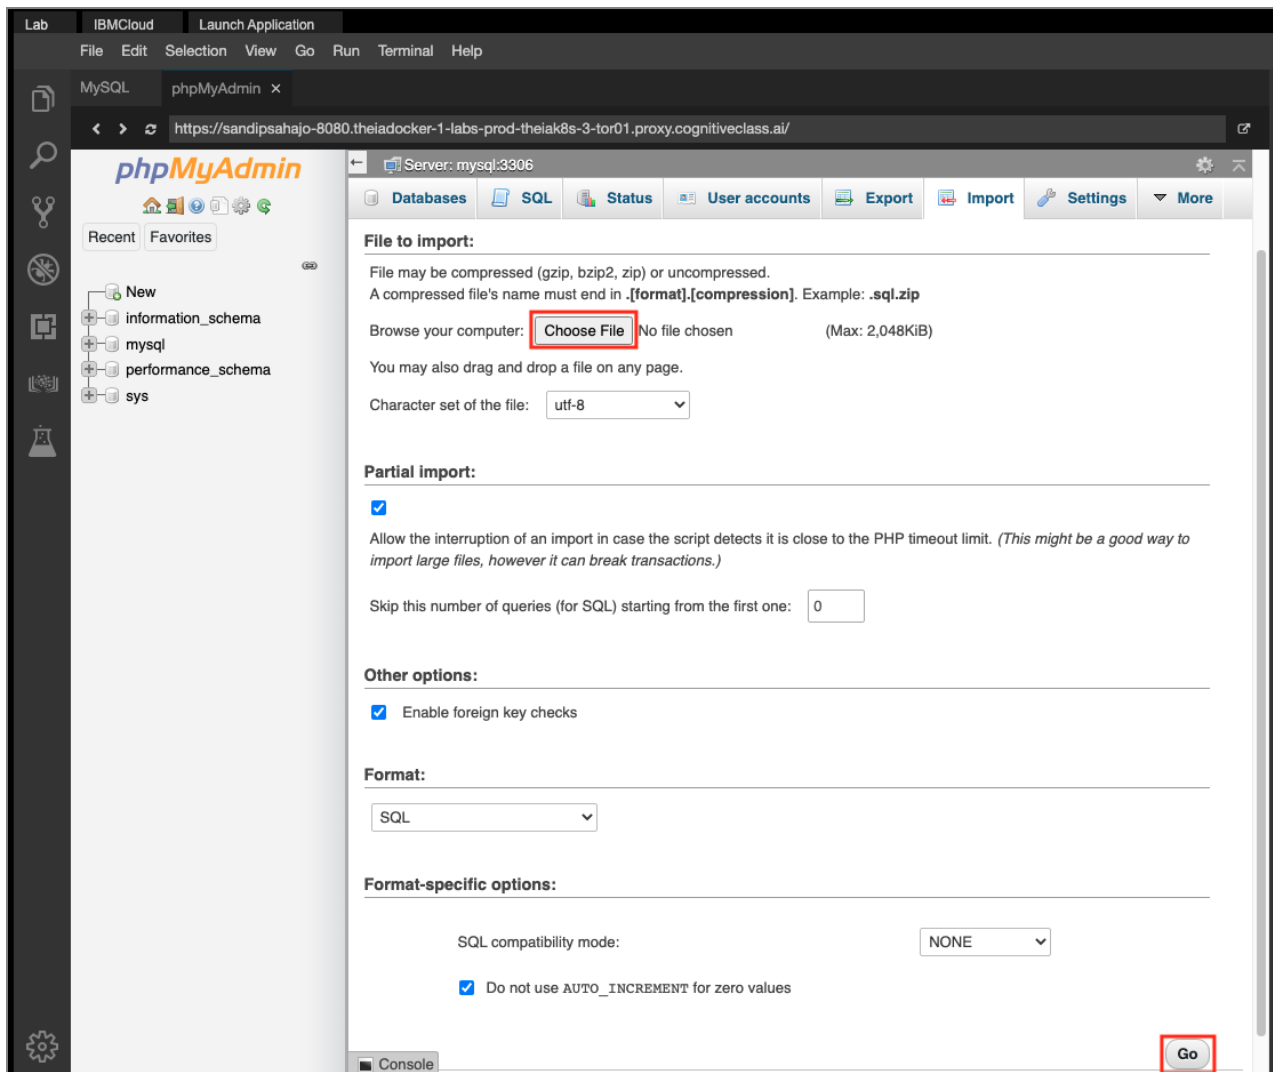 Lab IBMCloud Launch Application
File Edit Selection View Go Run Terminal Help
MySQL phpMyAdmin ×
https://sandipsahajo-8080.theiadocker-1-labs-prod-theiak8s-3-tor01.proxy.cognitiveclass.ai/
phpMyAdmin
Recent Favorites
New
information_schema
mysql
performance_schema
sys
Server: mysql:3306
Databases SQL Status User accounts Export Import Settings More
File to import:
File may be compressed (gzip, bzip2, zip) or uncompressed.
A compressed file's name must end in .[format].[compression]. Example: .sql.zip
Browse your computer: Choose File No file chosen (Max: 2,048KiB)
You may also drag and drop a file on any page.
Character set of the file: utf-8
Partial import:
Allow the interruption of an import in case the script detects it is close to the PHP timeout limit. (This might be a good way to
import large files, however it can break transactions.)
Skip this number of queries (for SQL) starting from the first one: 0
Other options:
Enable foreign key checks
Format:
SQL
Format-specific options:
SQL compatibility mode: NONE
Do not use AUTO_INCREMENT for zero values
Go
Console